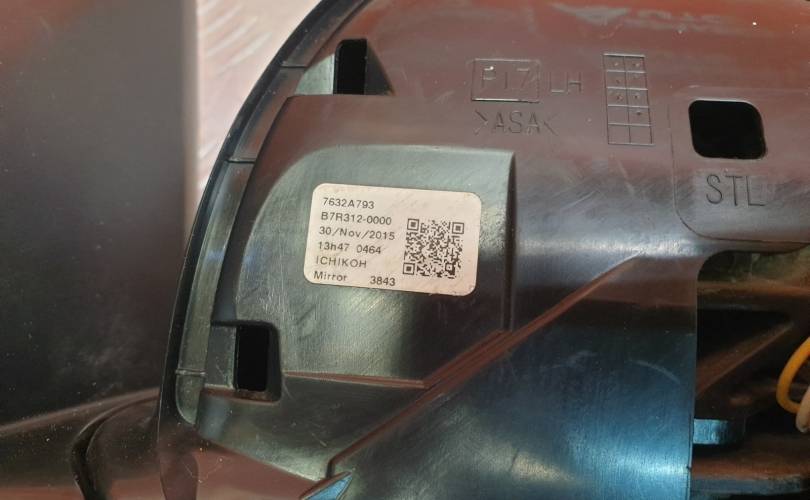 P17 LH
>ASA<
STL
7632A793
B7R312-0000
30/Nov/2015
13h47 0464
ICHIKOH
Mirror 3843